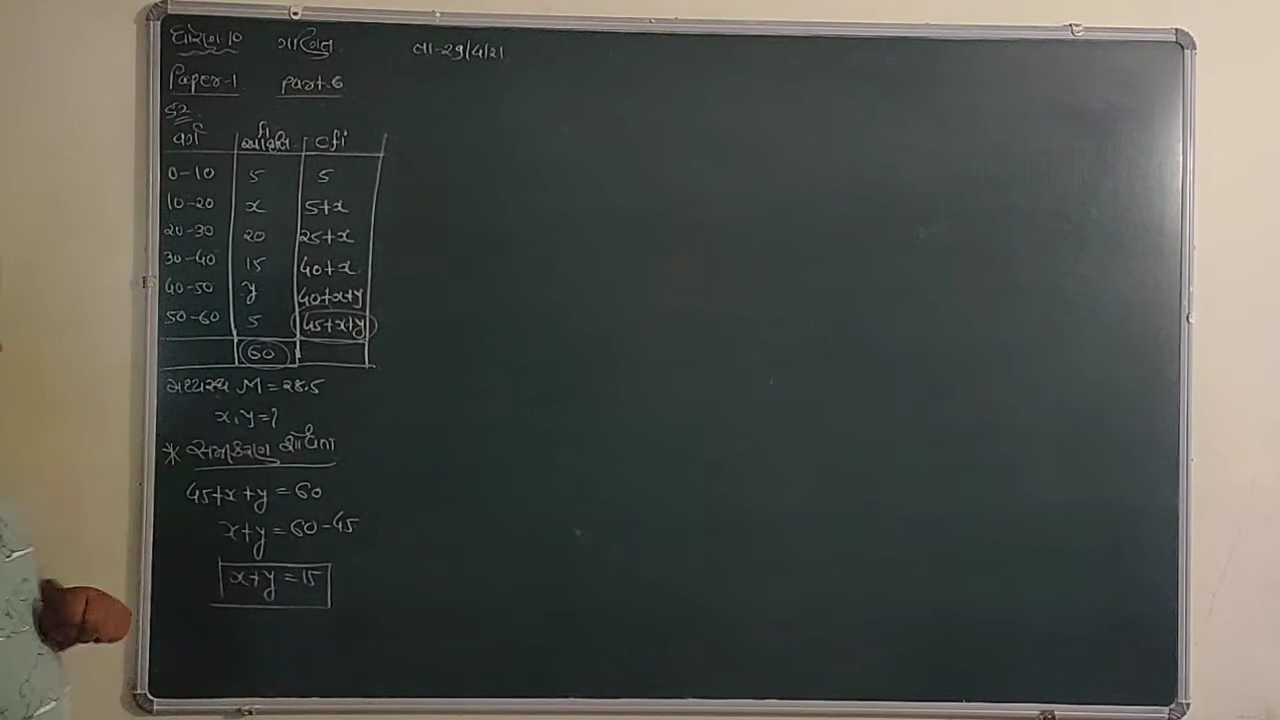 ધોરણ 10 ગણિત તા-29/4/21
Paper-1 Part-6
52.
વર્ગ આવૃત્તિ cfi
0-10 5 5
10-20 x 5+x
20-30 20 25+x
30-40 15 40+x
40-50 y 40+x+y
50-60 5 45+x+y
60
મધ્યસ્થ M = 28.5
x, y = ?
* સમીકરણ શોધતા
45+x+y = 60
x+y = 60-45
x+y = 15